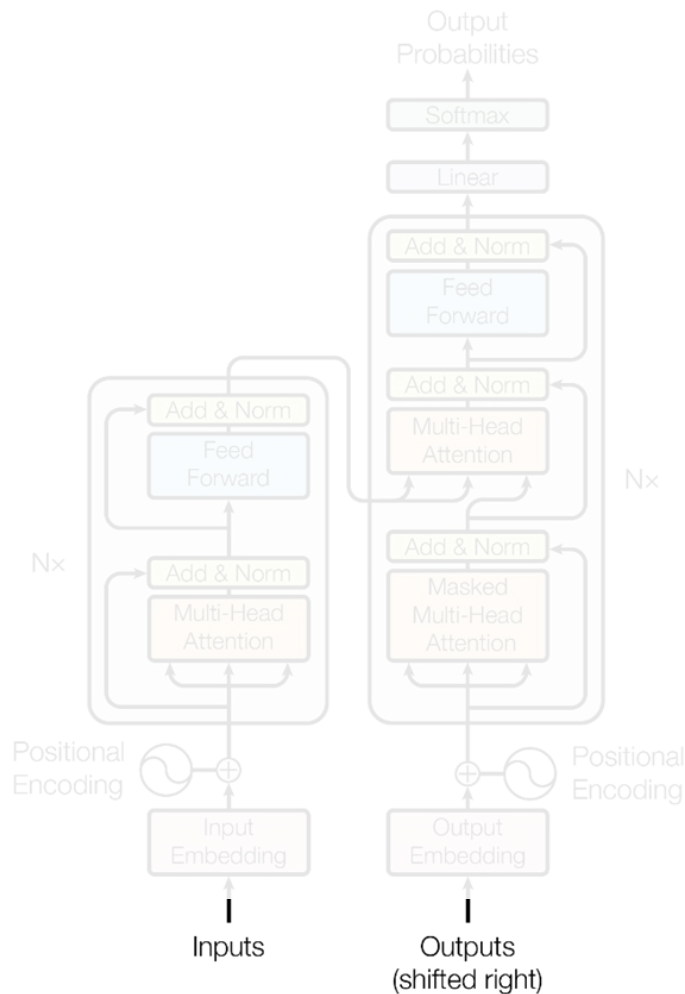 Output
Probabilities
Softmax
Linear
Add & Norm
Feed
Forward
Add & Norm
Multi-Head
Attention
Add & Norm
Feed
Forward
Nx
Add & Norm
Masked
Multi-Head
Attention
Nx
Add & Norm
Multi-Head
Attention
Positional
Encoding
Positional
Encoding
Input
Embedding
Output
Embedding
Inputs
Outputs
(shifted right)